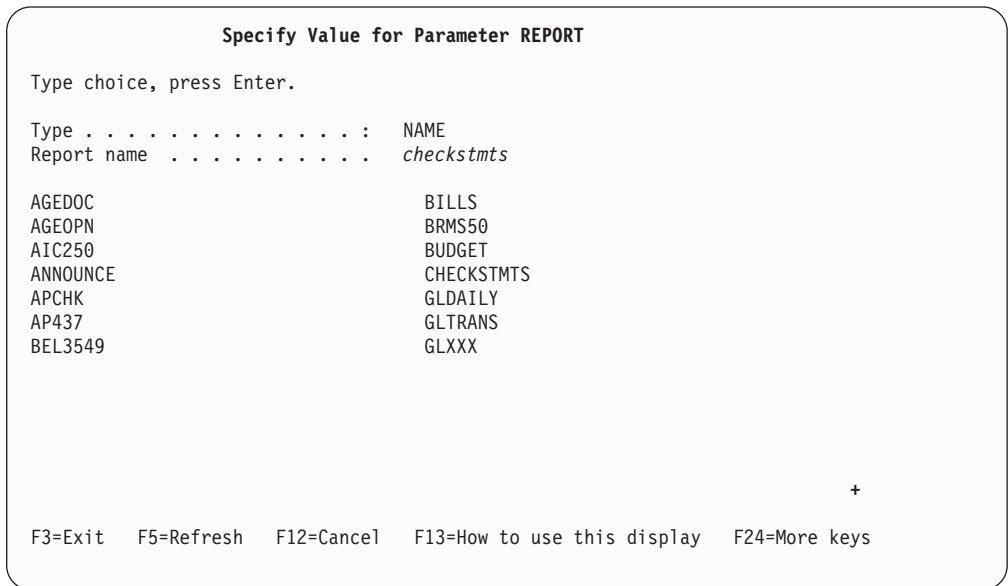 Specify Value for Parameter REPORT
Type choice, press Enter.
Type . . . . . . . . . . . . . :   NAME
Report name  . . . . . . . . . .   checkstmts
AGEDOC   BILLS
AGEOPN   BRMS50
AIC250   BUDGET
ANNOUNCE   CHECKSTMTS
APCHK   GLDAILY
AP437   GLTRANS
BEL3549   GLXXX
+
F3=Exit   F5=Refresh   F12=Cancel   F13=How to use this display   F24=More keys